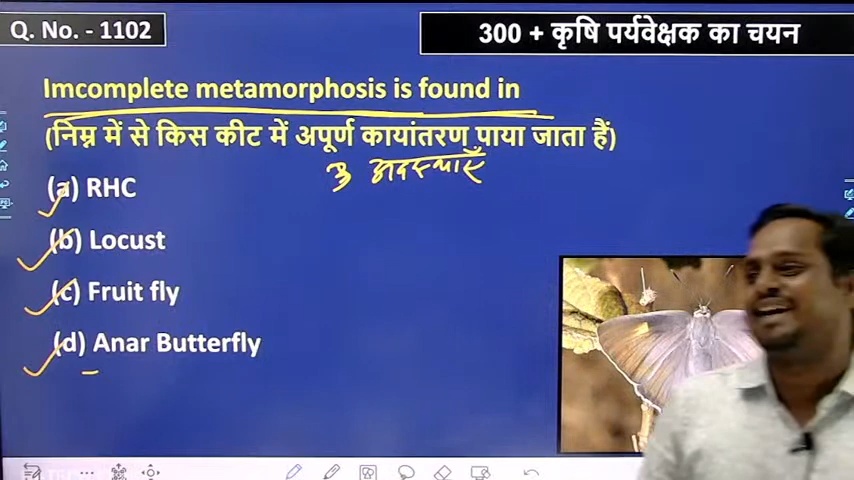 Q. No. - 1102
300 + कृषि पर्यवेक्षक का चयन
Imcomplete metamorphosis is found in
(निम्न में से किस कीट में अपूर्ण कायांतरण पाया जाता हैं)
3 अवस्थाएँ
(a) RHC
(b) Locust
(c) Fruit fly
(d) Anar Butterfly